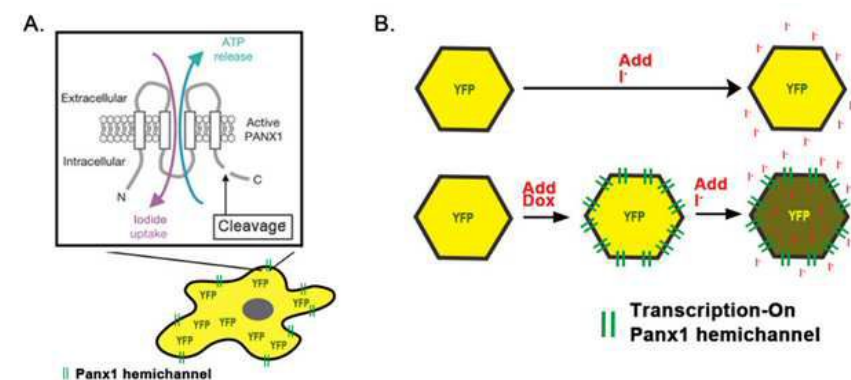 A.
ATP
release
Extracellular
Active
PANX1
Intracellular
N
C
Iodide
uptake
Cleavage
YFP
YFP
YFP
YFP
YFP
YFP
YFP
YFP
Panx1 hemichannel
B.
YFP
Add
I-
YFP
I- I- I- I- I- I- I- I- I- I- I-
YFP
Add
Dox
YFP
Add
I-
YFP
Transcription-On
Panx1 hemichannel